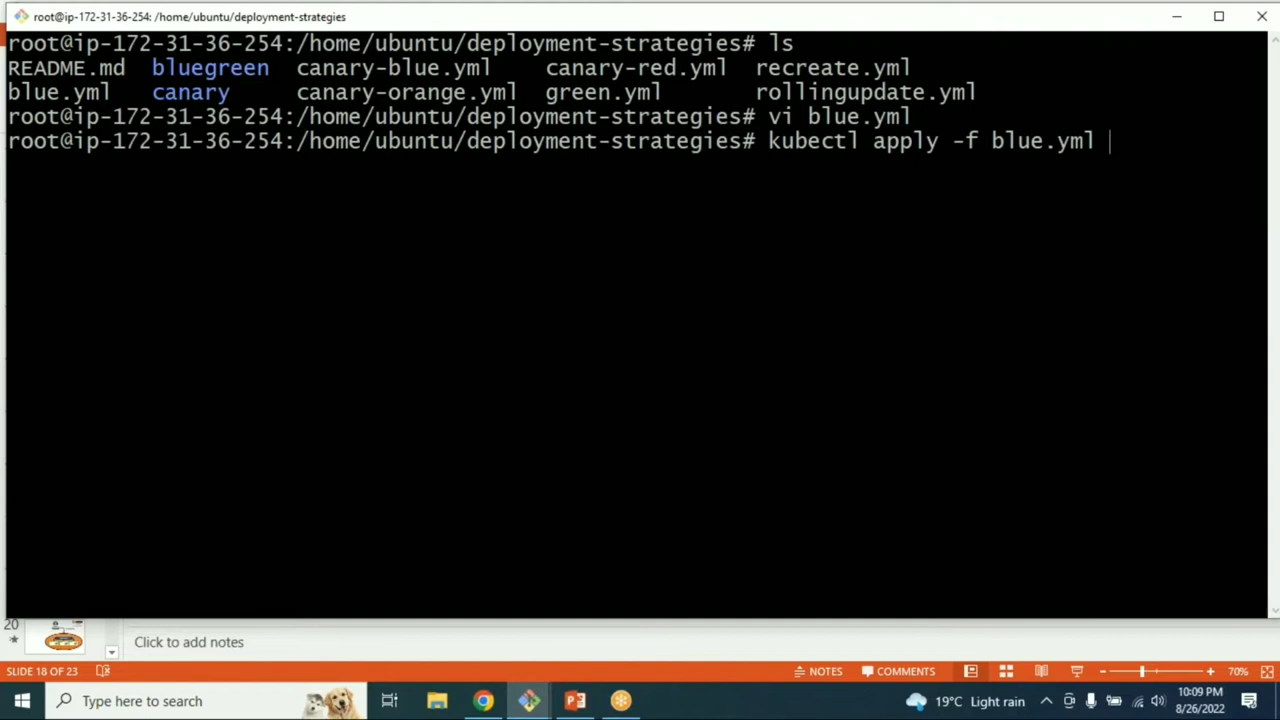 root@ip-172-31-36-254: /home/ubuntu/deployment-strategies
root@ip-172-31-36-254:/home/ubuntu/deployment-strategies# ls
README.md bluegreen canary-blue.yml canary-red.yml recreate.yml
blue.yml canary canary-orange.yml green.yml rollingupdate.yml
root@ip-172-31-36-254:/home/ubuntu/deployment-strategies# vi blue.yml
root@ip-172-31-36-254:/home/ubuntu/deployment-strategies# kubectl apply -f blue.yml
20
Click to add notes
SLIDE 18 OF 23 NOTES COMMENTS 70%
Type here to search 19°C Light rain 10:09 PM
8/26/2022